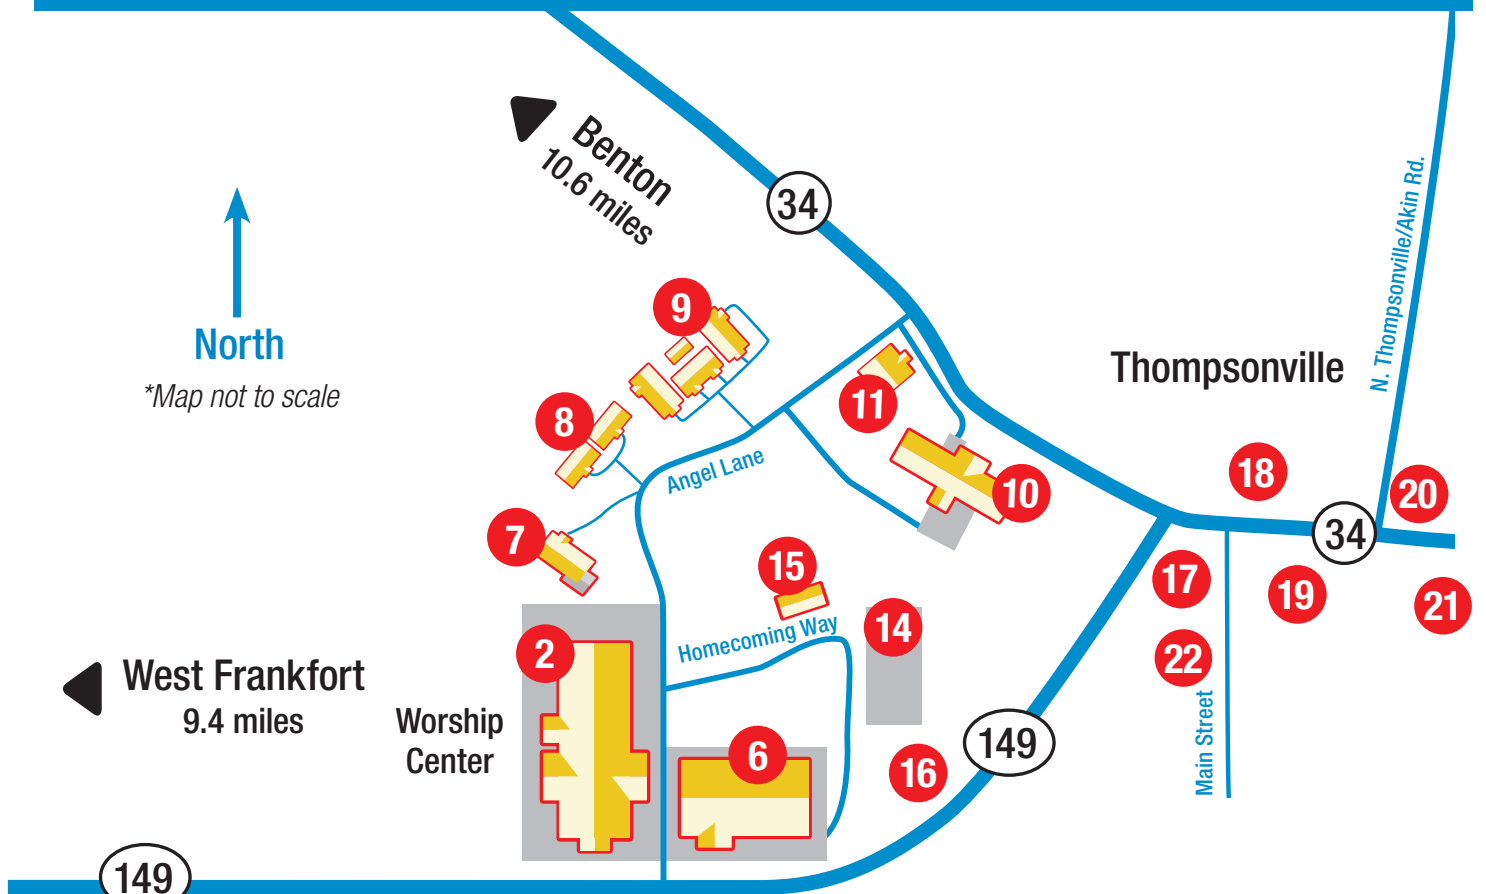 Benton
10.6 miles
34
N. Thompsonville/Akin Rd.
North
*Map not to scale
9
Thompsonville
11
8
Angel Lane
18
10
20
34
7
15
17
19
21
Homecoming Way
14
2
22
West Frankfort
9.4 miles
Worship
Center
Main Street
149
6
16
149